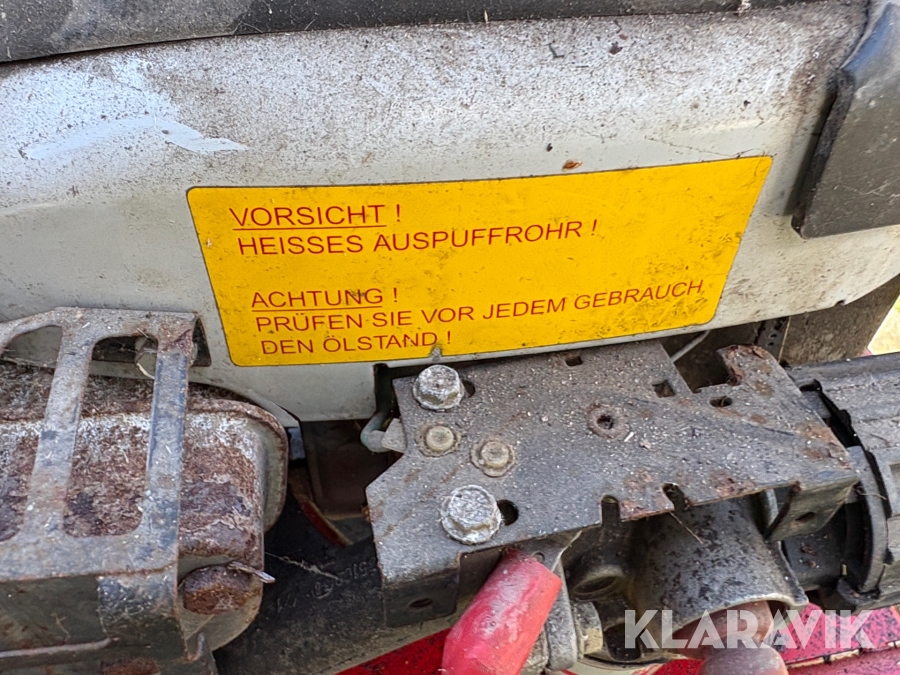 VORSICHT !
HEISSES AUSPUFFROHR !
ACHTUNG !
PRÜFEN SIE VOR JEDEM GEBRAUCH
DEN ÖLSTAND !
KLARAVIK